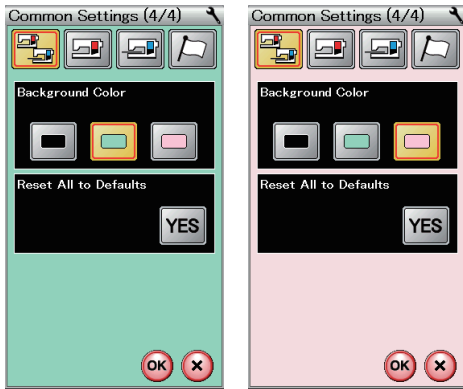 Common Settings (4/4)
Background Color
Reset All to Defaults
YES
OK
Common Settings (4/4)
Background Color
Reset All to Defaults
YES
OK